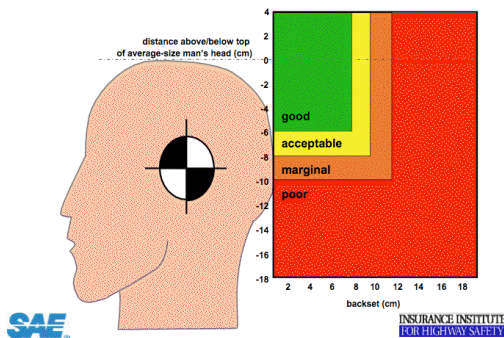 distance above/below top
of average-size man's head (cm)
4
2
0
-2
-4
-6
-8
-10
-12
-14
-16
-18
good
acceptable
marginal
poor
2 4 6 8 10 12 14 16 18
backset (cm)
SAE
INSURANCE INSTITUTE
FOR HIGHWAY SAFETY